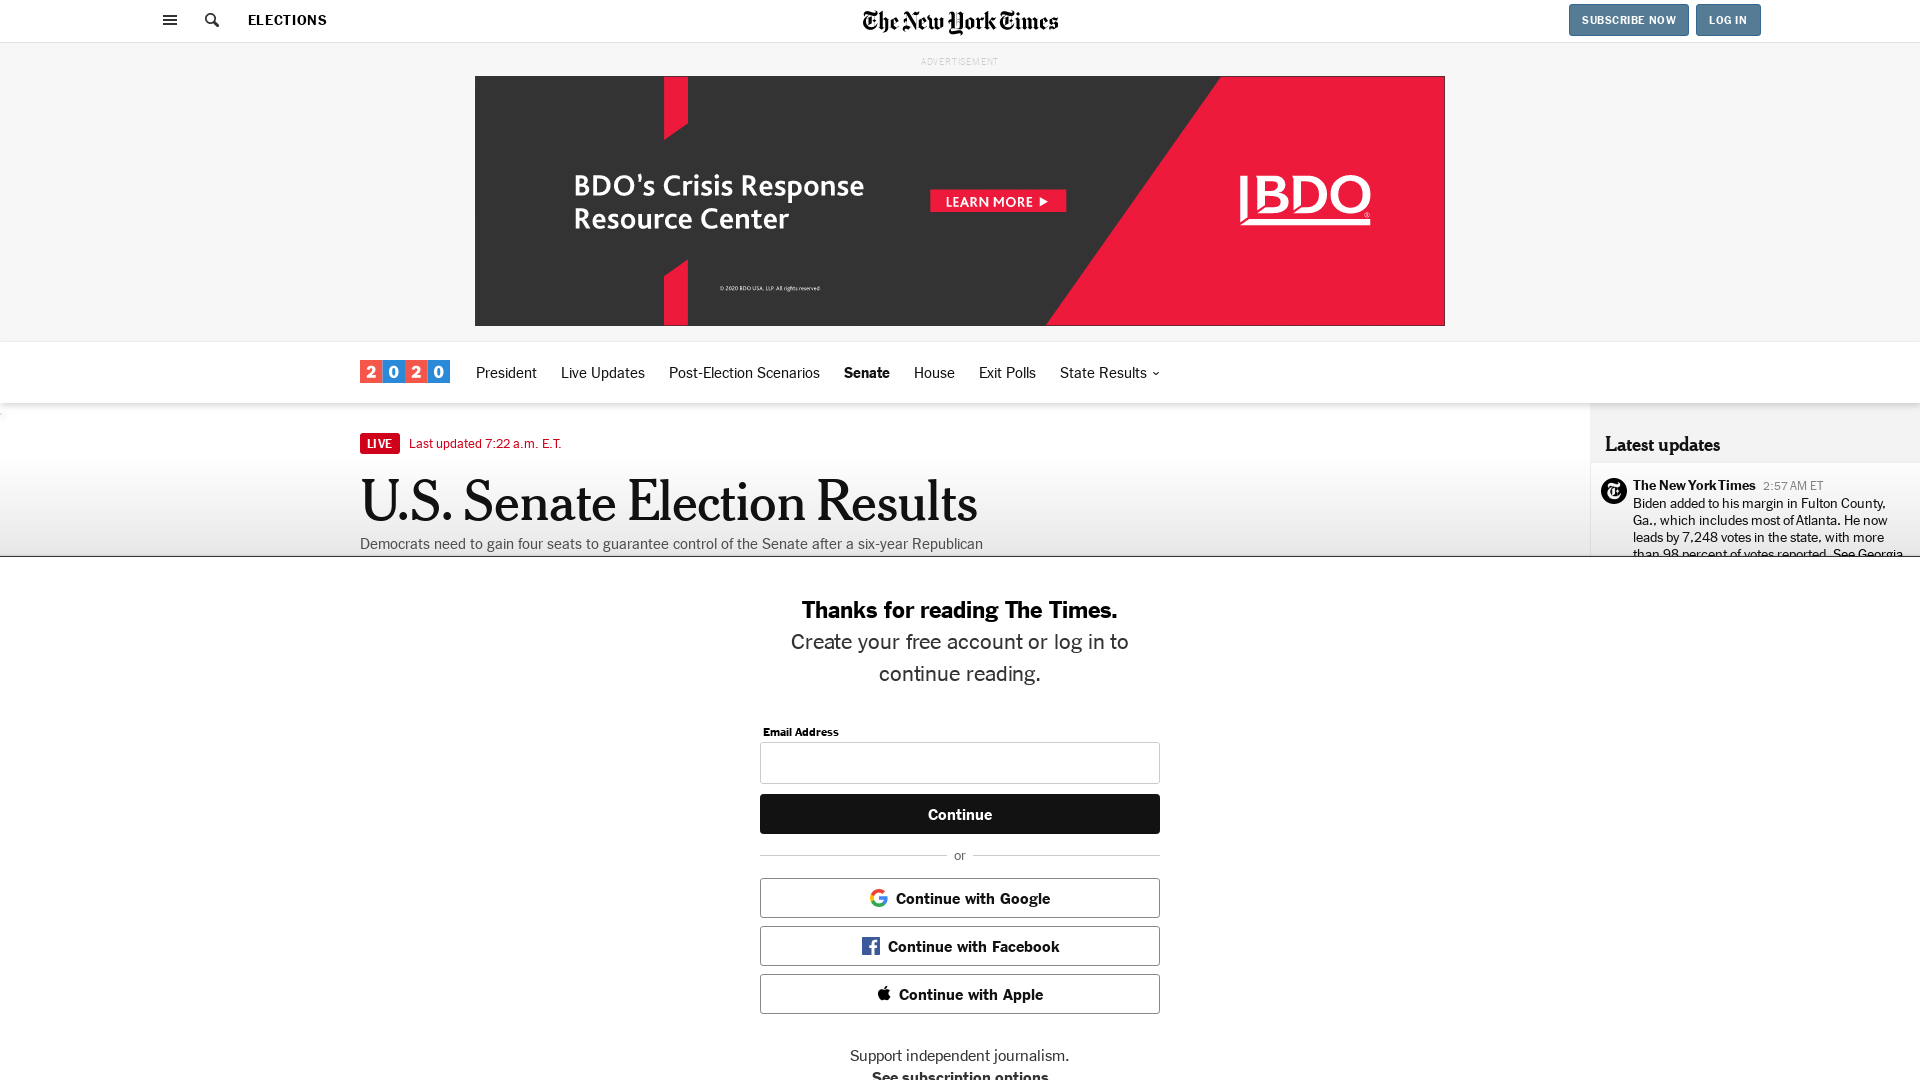 ELECTIONS
The New York Times
SUBSCRIBE NOW
LOG IN
ADVERTISEMENT
BDO's Crisis Response
Resource Center
LEARN MORE
BDO
®
© 2020 BDO USA, LLP. All rights reserved.
2020
President
Live Updates
Post-Election Scenarios
Senate
House
Exit Polls
State Results
LIVE
Last updated 7:22 a.m. E.T.
U.S. Senate Election Results
Democrats need to gain four seats to guarantee control of the Senate after a six-year Republican
Latest updates
The New York Times 2:57 AM ET
Biden added to his margin in Fulton County,
Ga., which includes most of Atlanta. He now
leads by 7,248 votes in the state, with more
than 98 percent of votes reported. See Georgia
Thanks for reading The Times.
Create your free account or log in to
continue reading.
Email Address
Continue
or
Continue with Google
Continue with Facebook
Continue with Apple
Support independent journalism.
See subscription options